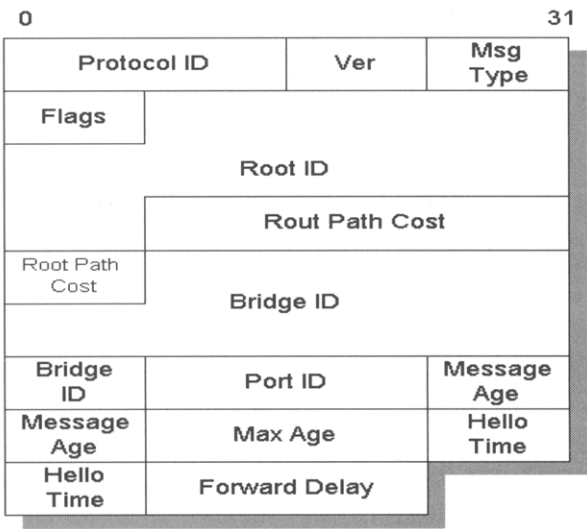 0 31
Protocol ID Ver Msg
Type
Flags
Root ID
Rout Path Cost
Root Path
Cost
Bridge ID
Bridge
ID
Port ID
Message
Age
Message
Age
Max Age
Hello
Time
Hello
Time
Forward Delay